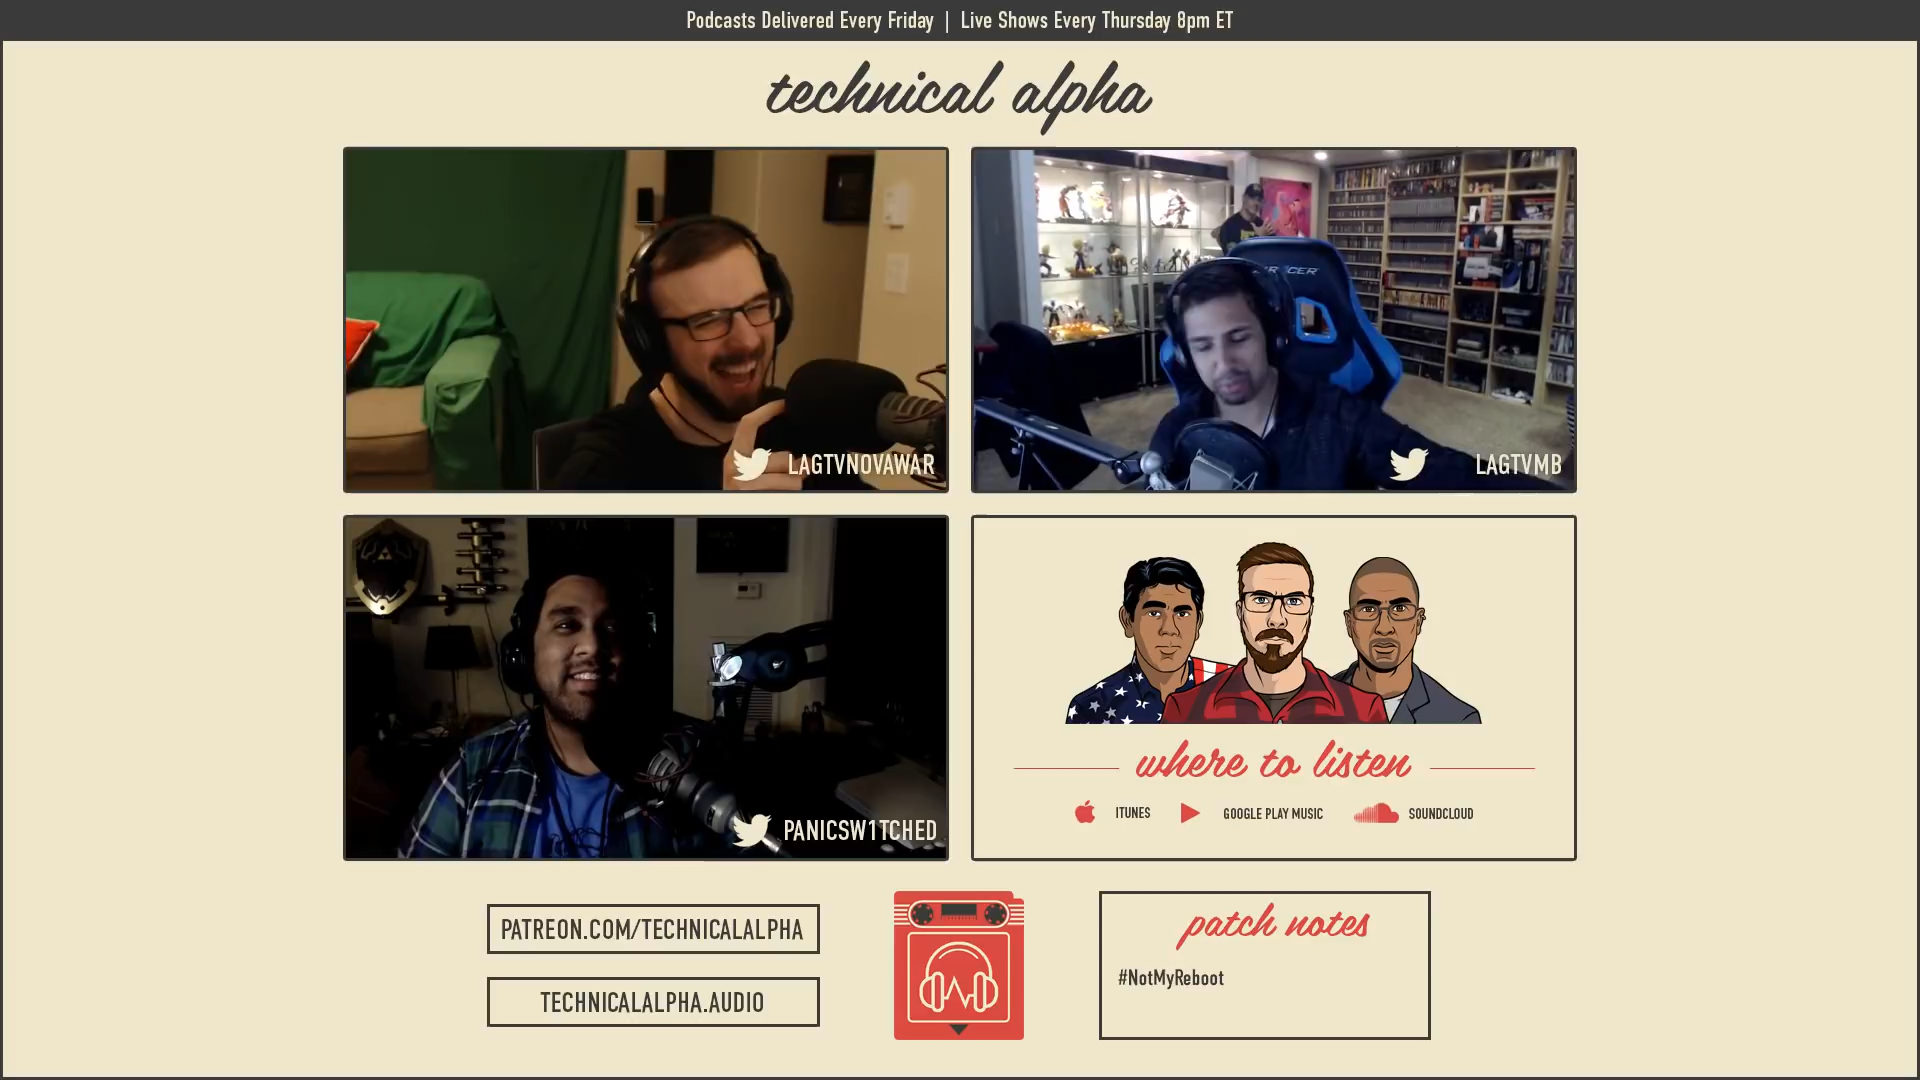 Podcasts Delivered Every Friday | Live Shows Every Thursday 8pm ET
technical alpha
LAGTVNOVAWAR
LAGTVMB
PANICSW1TCHED
where to listen
ITUNES
GOOGLE PLAY MUSIC
SOUNDCLOUD
PATREON.COM/TECHNICALALPHA
TECHNICALALPHA.AUDIO
patch notes
#NotMyReboot